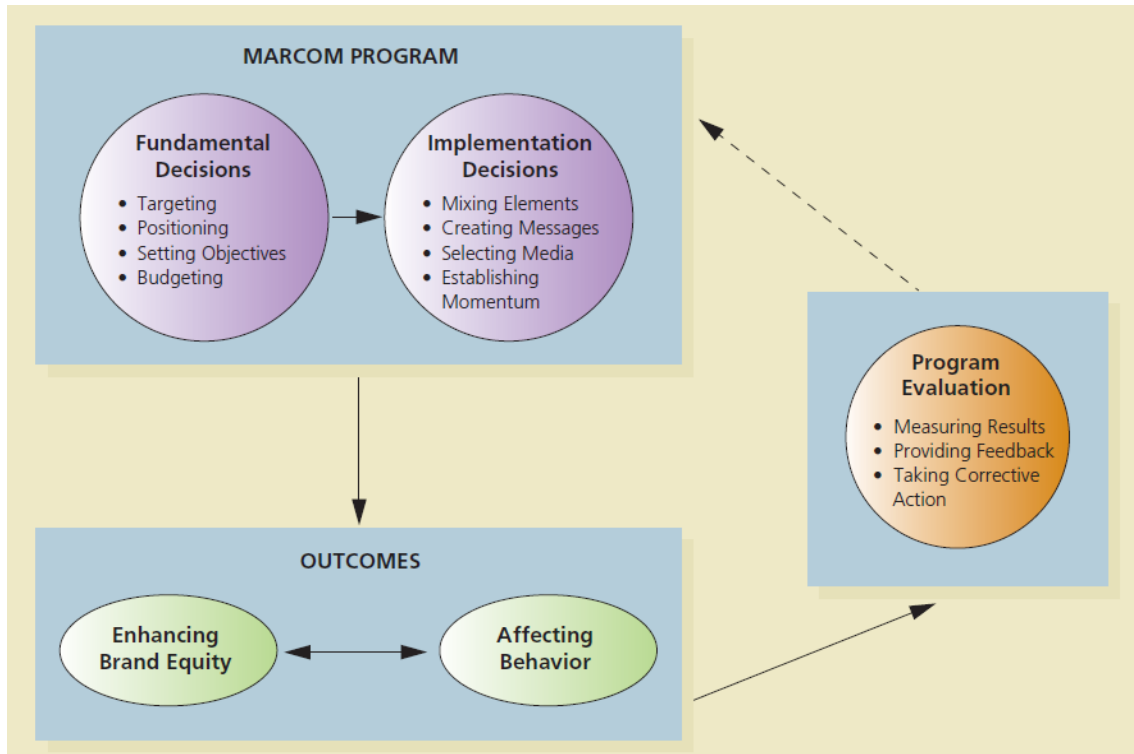 MARCOM PROGRAM
Fundamental
Decisions
• Targeting
• Positioning
• Setting Objectives
• Budgeting
Implementation
Decisions
• Mixing Elements
• Creating Messages
• Selecting Media
• Establishing
Momentum
Program
Evaluation
• Measuring Results
• Providing Feedback
• Taking Corrective
Action
OUTCOMES
Enhancing
Brand Equity
Affecting
Behavior